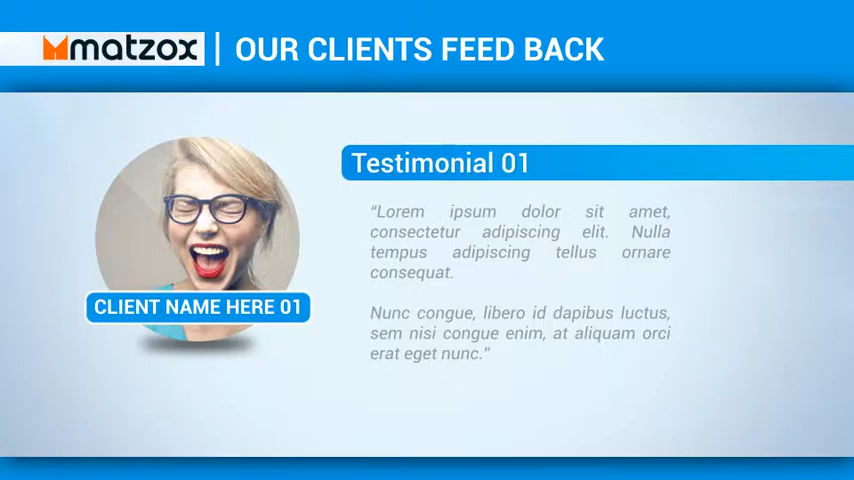 matzox | OUR CLIENTS FEED BACK
Testimonial 01
“Lorem ipsum dolor sit amet,
consectetur adipiscing elit. Nulla
tempus adipiscing tellus ornare
consequat.
Nunc congue, libero id dapibus luctus,
sem nisi congue enim, at aliquam orci
erat eget nunc.”
CLIENT NAME HERE 01